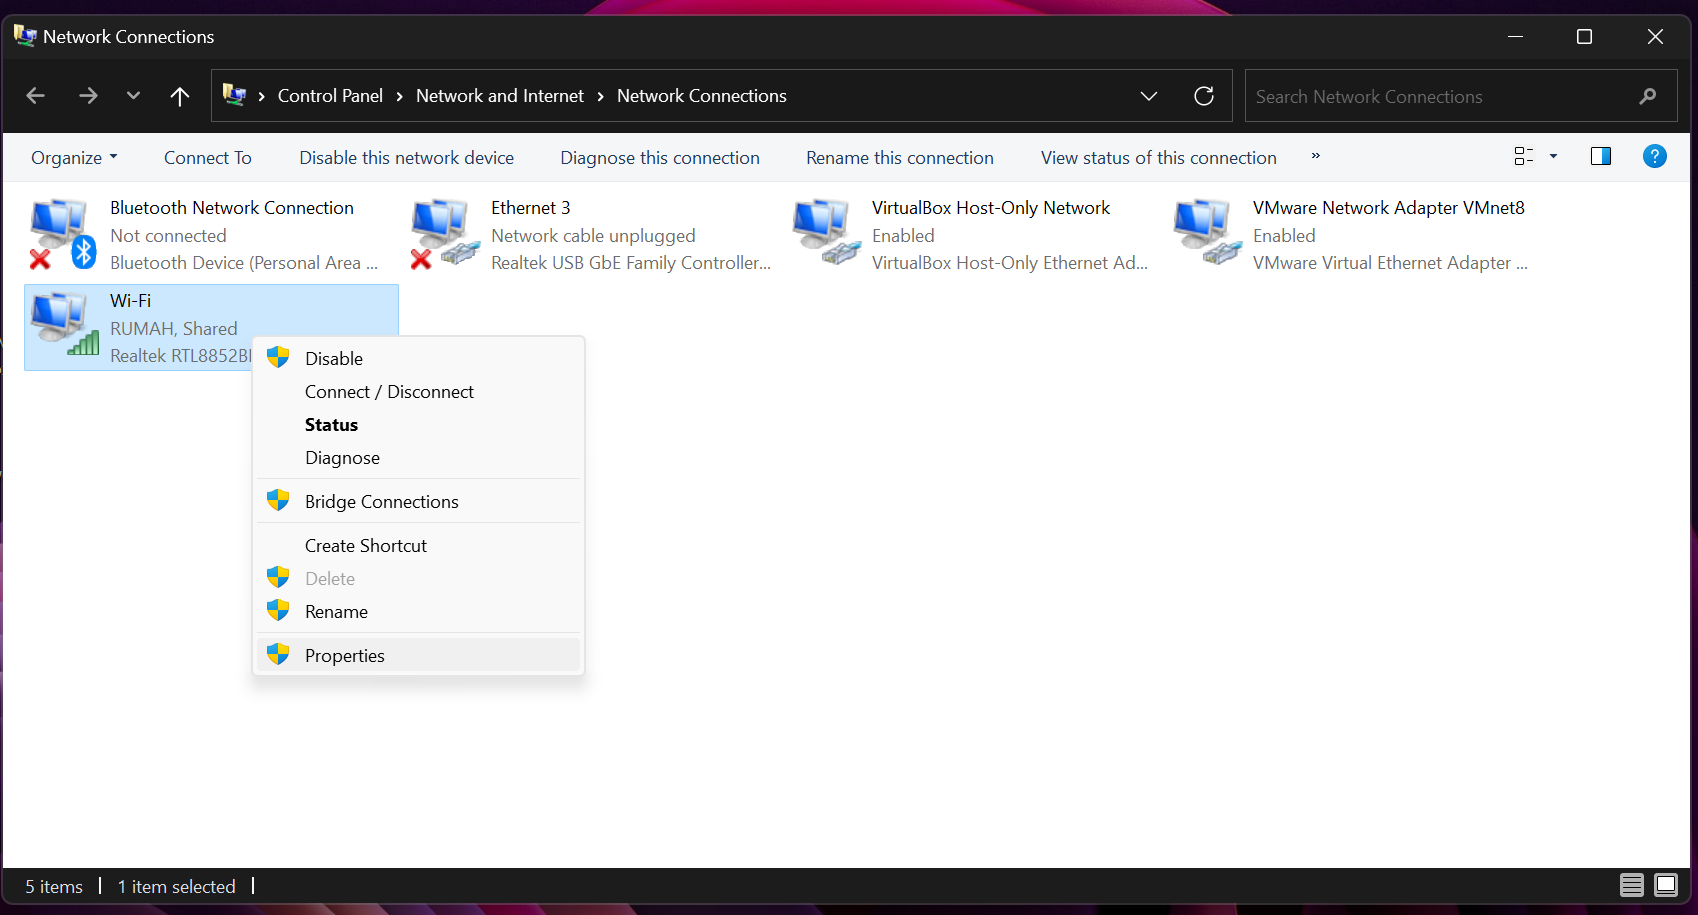 Network Connections
Control Panel › Network and Internet › Network Connections
Search Network Connections
Organize Connect To Disable this network device Diagnose this connection Rename this connection View status of this connection »
Bluetooth Network Connection
Not connected
Bluetooth Device (Personal Area ...
Ethernet 3
Network cable unplugged
Realtek USB GbE Family Controller...
VirtualBox Host-Only Network
Enabled
VirtualBox Host-Only Ethernet Ad...
VMware Network Adapter VMnet8
Enabled
VMware Virtual Ethernet Adapter ...
Wi-Fi
RUMAH, Shared
Realtek
Disable
Connect / Disconnect
Status
Diagnose
Bridge Connections
Create Shortcut
Delete
Rename
Properties
5 items | 1 item selected |